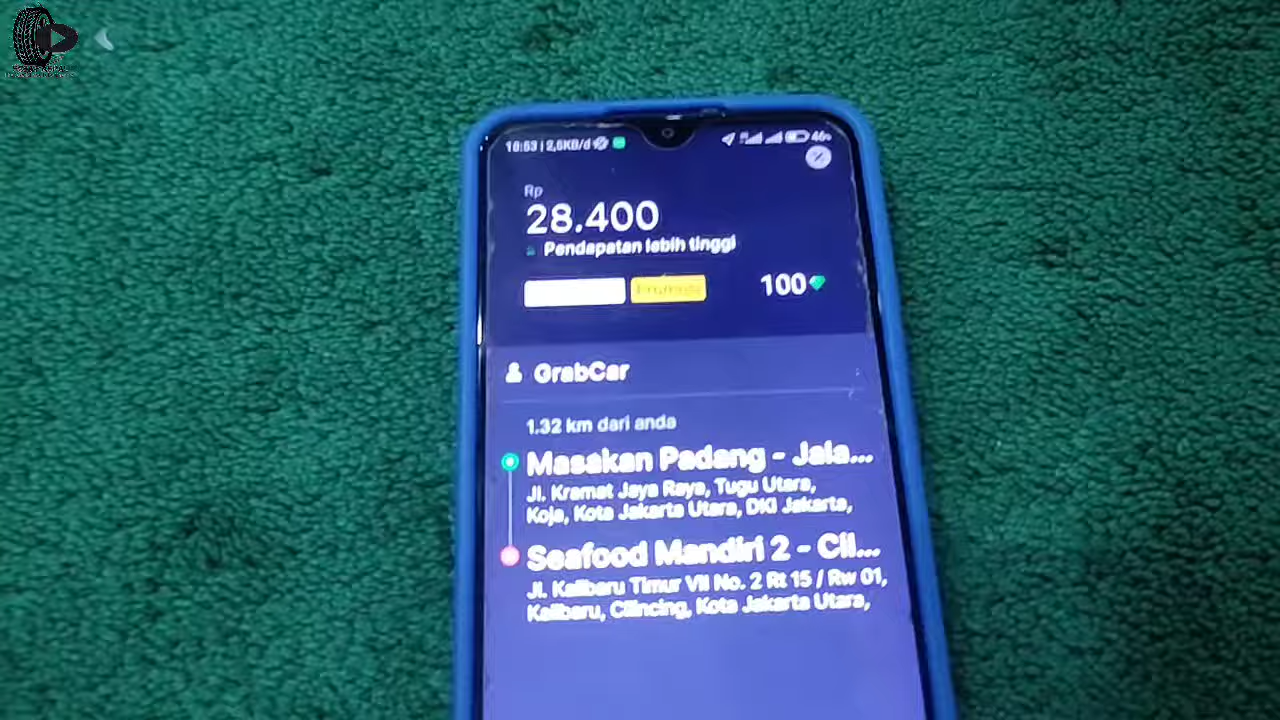 Rp
28.400
Pendapatan lebih tinggi
100
GrabCar
1.32 km dari anda
Masakan Padang - Jala...
Jl. Kramat Jaya Raya, Tugu Utara,
Koja, Kota Jakarta Utara, DKI Jakarta,
Seafood Mandiri 2 - Cil...
Jl. Kalibaru Timur VII No. 2 Rt 15 / Rw 01,
Kalibaru, Cilincing, Kota Jakarta Utara,